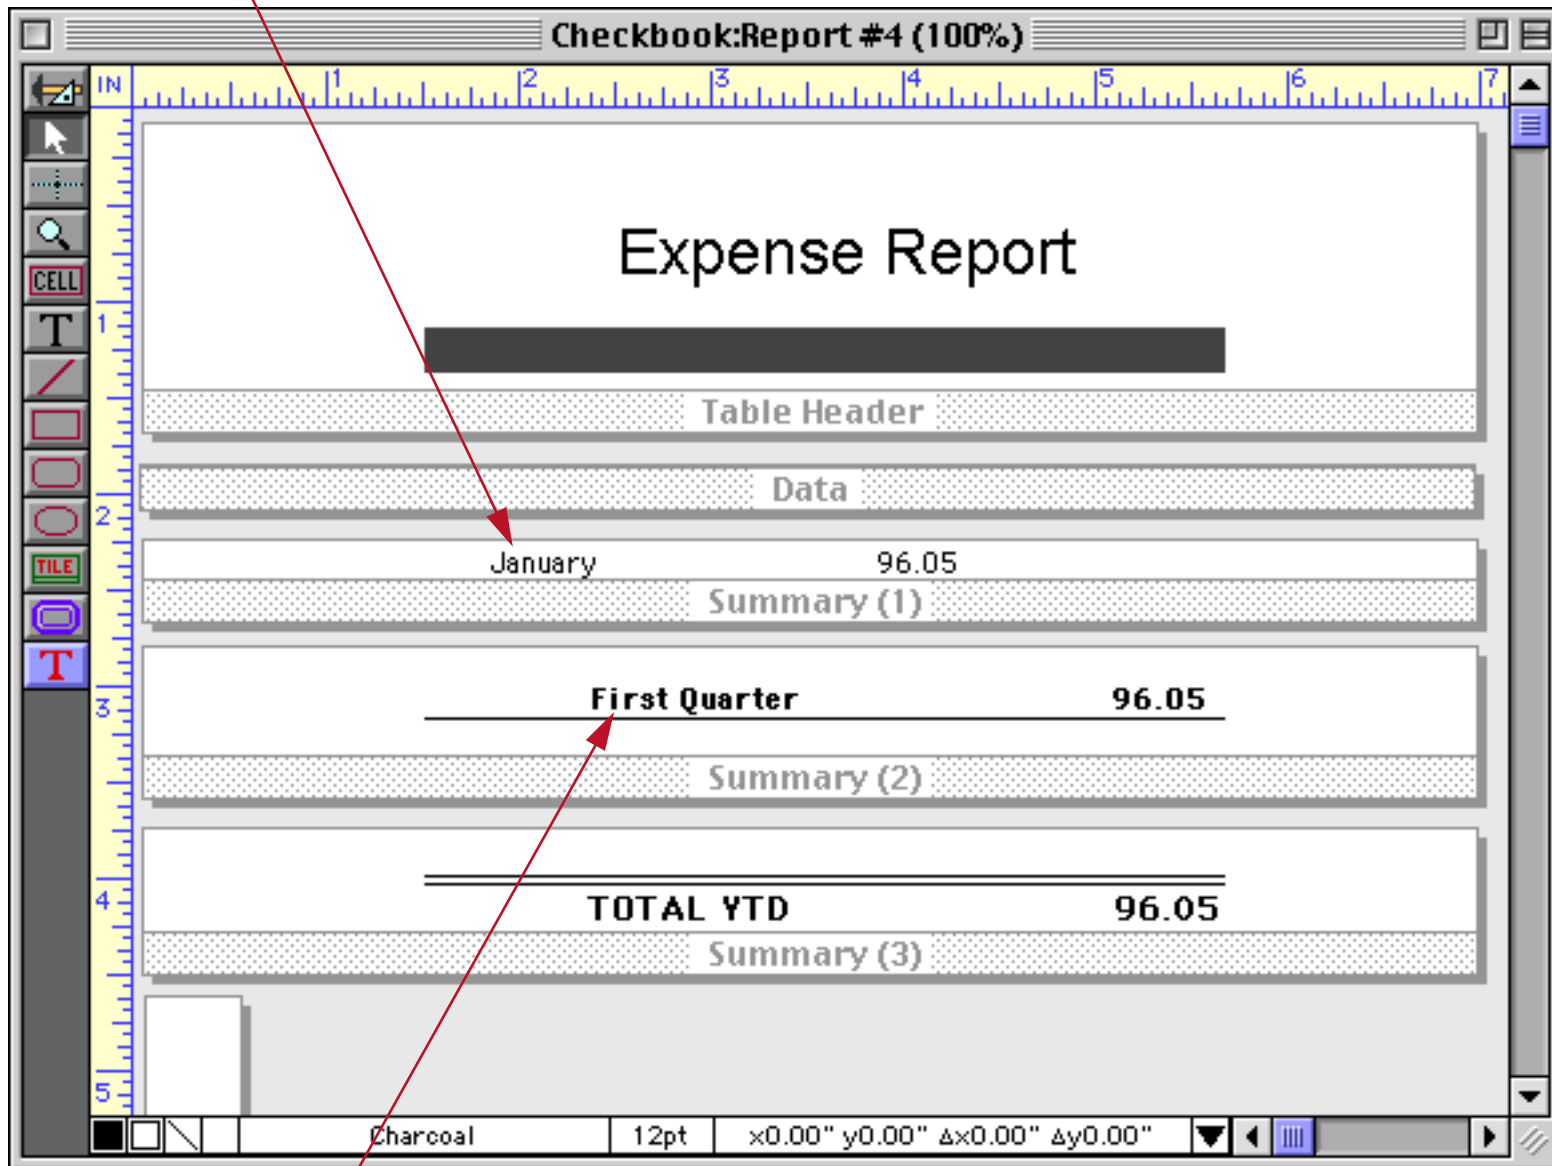 Checkbook:Report #4 (100%)
IN 1 2 3 4 5 6 7
CELL
T
TILE
T
1
2
3
4
5
Expense Report
Table Header
Data
January 96.05
Summary (1)
First Quarter 96.05
Summary (2)
TOTAL YTD 96.05
Summary (3)
Charcoal 12pt x0.00" y0.00" Δx0.00" Δy0.00"